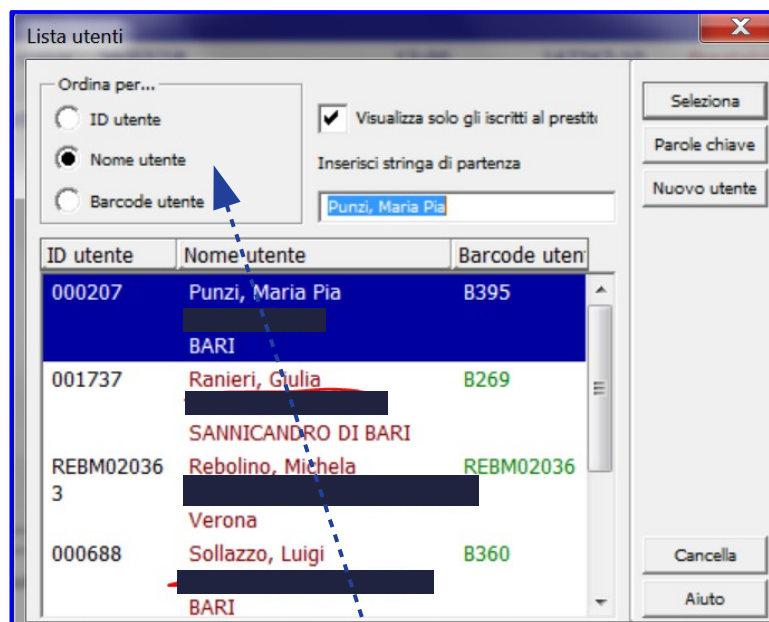 Lista utenti
X
Ordina per...
ID utente
Nome utente
Barcode utente
Visualizza solo gli iscritti al prestito
Inserisci stringa di partenza
Punzi, Maria Pia
Seleziona
Parole chiave
Nuovo utente
ID utente Nome utente Barcode uten
000207 Punzi, Maria Pia B395
BARI
001737 Ranieri, Giulia B269
SANNICANDRO DI BARI
REBM02036 Rebolino, Michela REBM02036
3
Verona
000688 Sollazzo, Luigi B360
BARI
Cancella
Aiuto